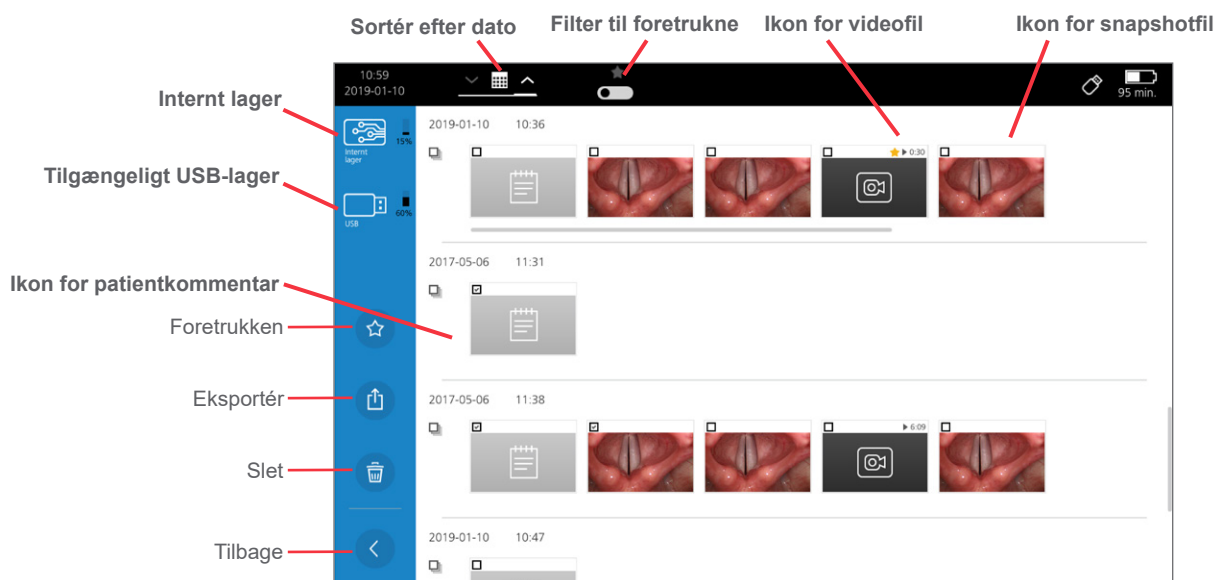 Sortér efter dato
Filter til foretrukne
Ikon for videofil
Ikon for snapshotfil
10:59
2019-01-10
95 min.
Internt lager
15%
Internt
lager
Tilgængeligt USB-lager
60%
USB
2019-01-10 10:36
0:30
2017-05-06 11:31
Ikon for patientkommentar
Foretrukken
Eksportér
2017-05-06 11:38
6:09
Slet
2019-01-10 10:47
Tilbage